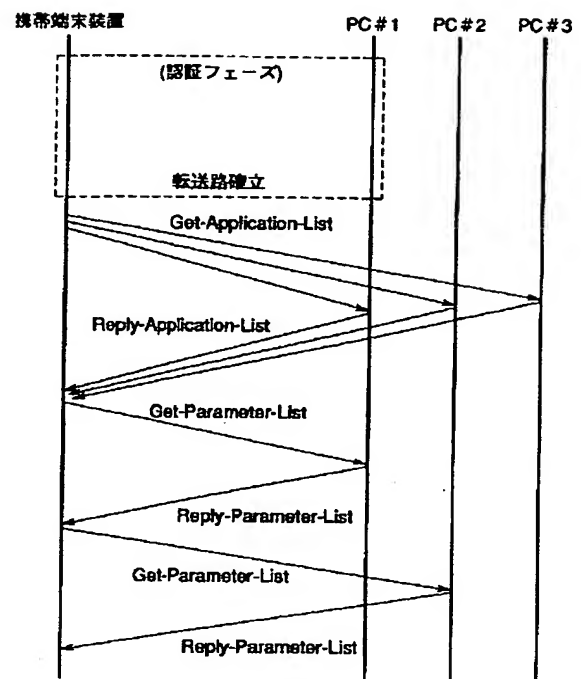 携帯端末装置
PC#1
PC#2
PC#3
(認証フェーズ)
転送路確立
Get-Application-List
Reply-Application-List
Get-Parameter-List
Reply-Parameter-List
Get-Parameter-List
Reply-Parameter-List